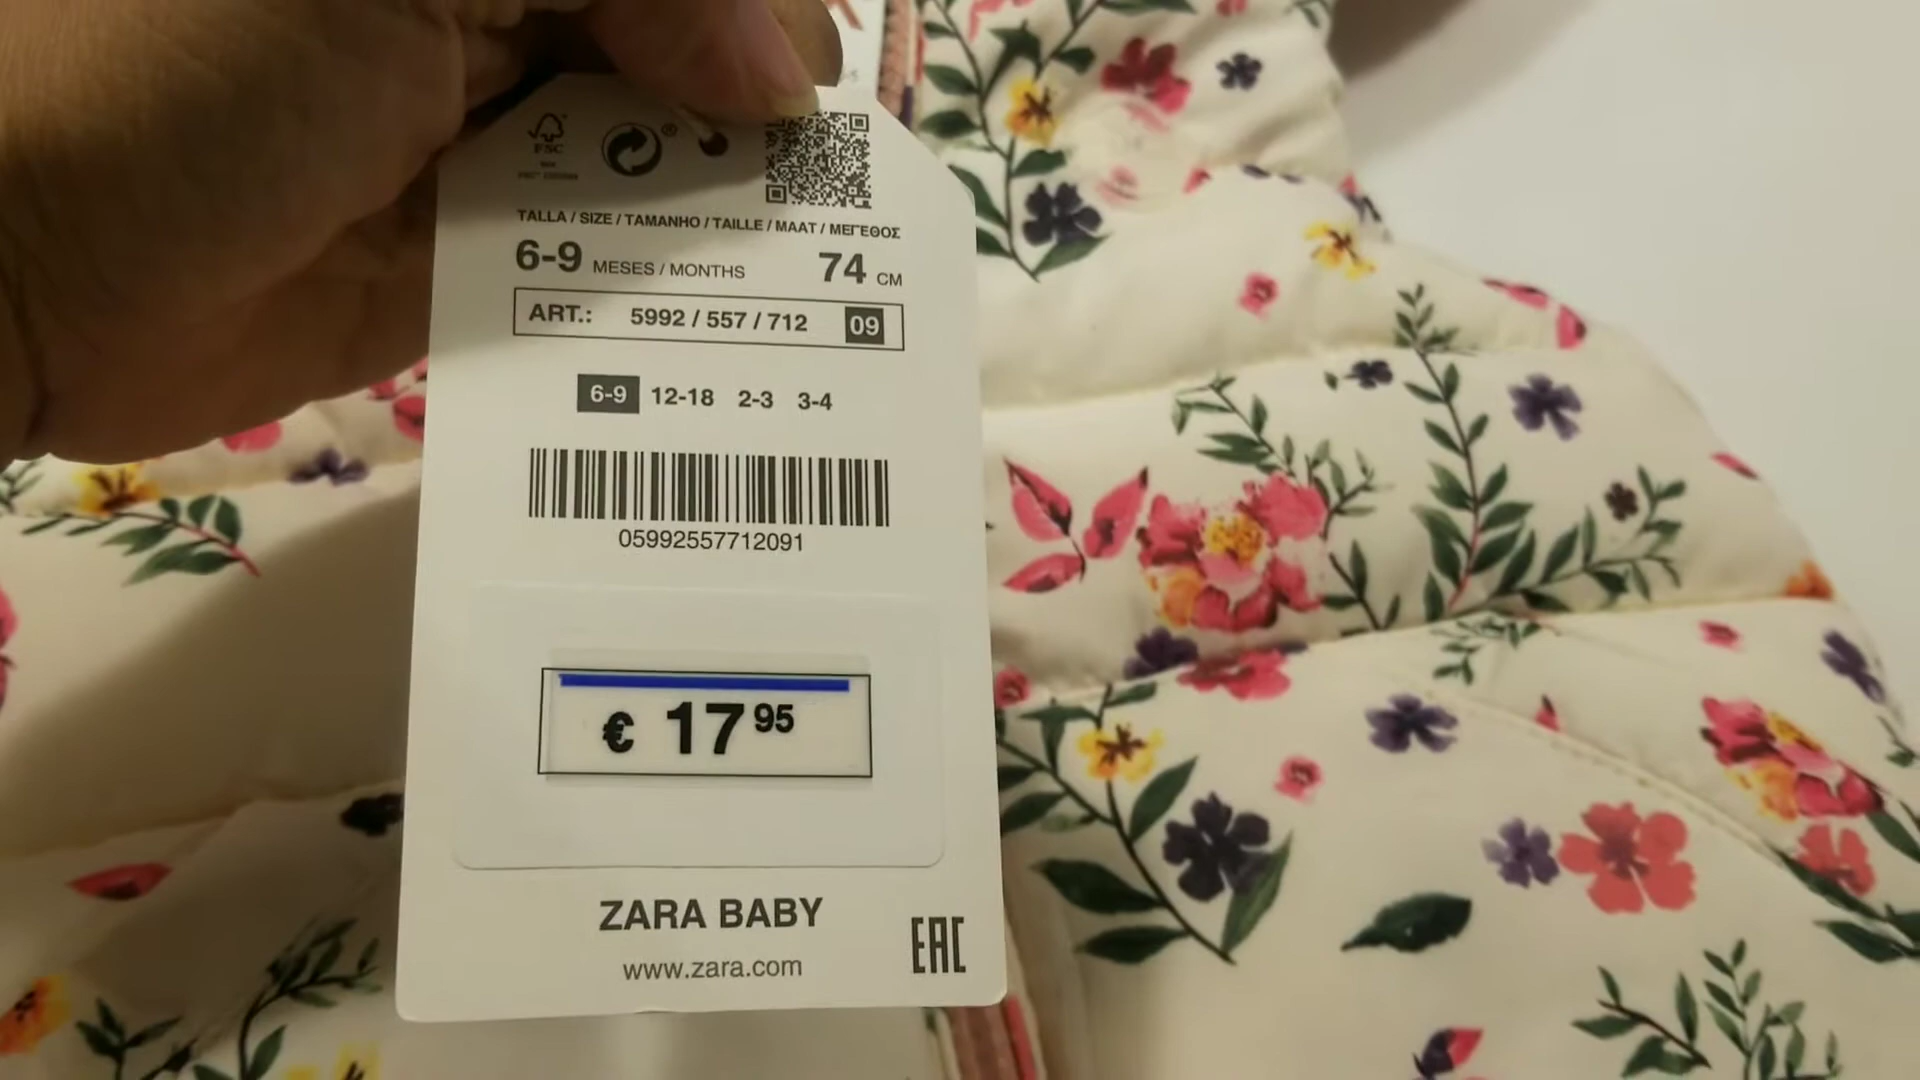 FSC
®
TALLA / SIZE / TAMANHO / TAILLE / MAAT / ΜΕΓΕΘΟΣ
6-9 MESES / MONTHS 74 CM
ART.: 5992 / 557 / 712 09
6-9 12-18 2-3 3-4
05992557712091
€ 17 95
ZARA BABY
www.zara.com
EAC